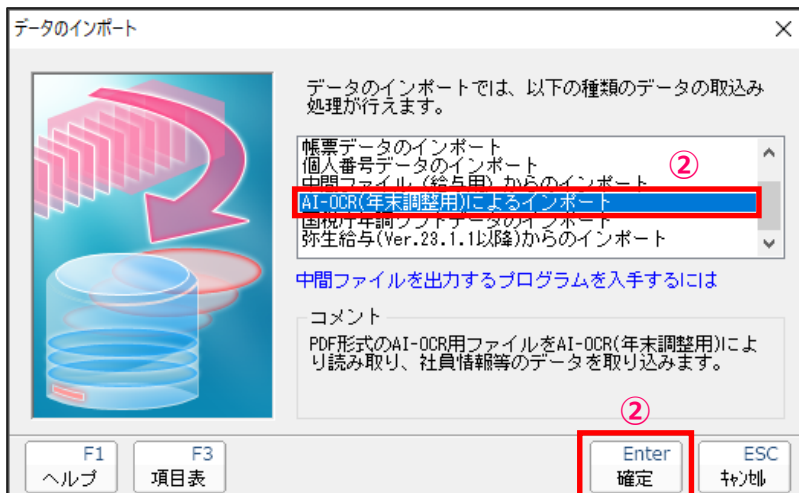 データのインポート
データのインポートでは、以下の種類のデータの取込み
処理が行えます。
帳票データのインポート
個人番号データのインポート
②
中間ファイル（給与用）からのインポート
AI-OCR(年末調整用)によるインポート
国税庁年調ソフトデータのインポート
弥生給与(Ver.23.1.1以降)からのインポート
中間ファイルを出力するプログラムを入手するには
コメント
PDF形式のAI-OCR用ファイルをAI-OCR(年末調整用)によ
り読み取り、社員情報等のデータを取り込みます。
②
F1
ヘルプ
F3
項目表
Enter
確定
ESC
ｷｬﾝｾﾙ